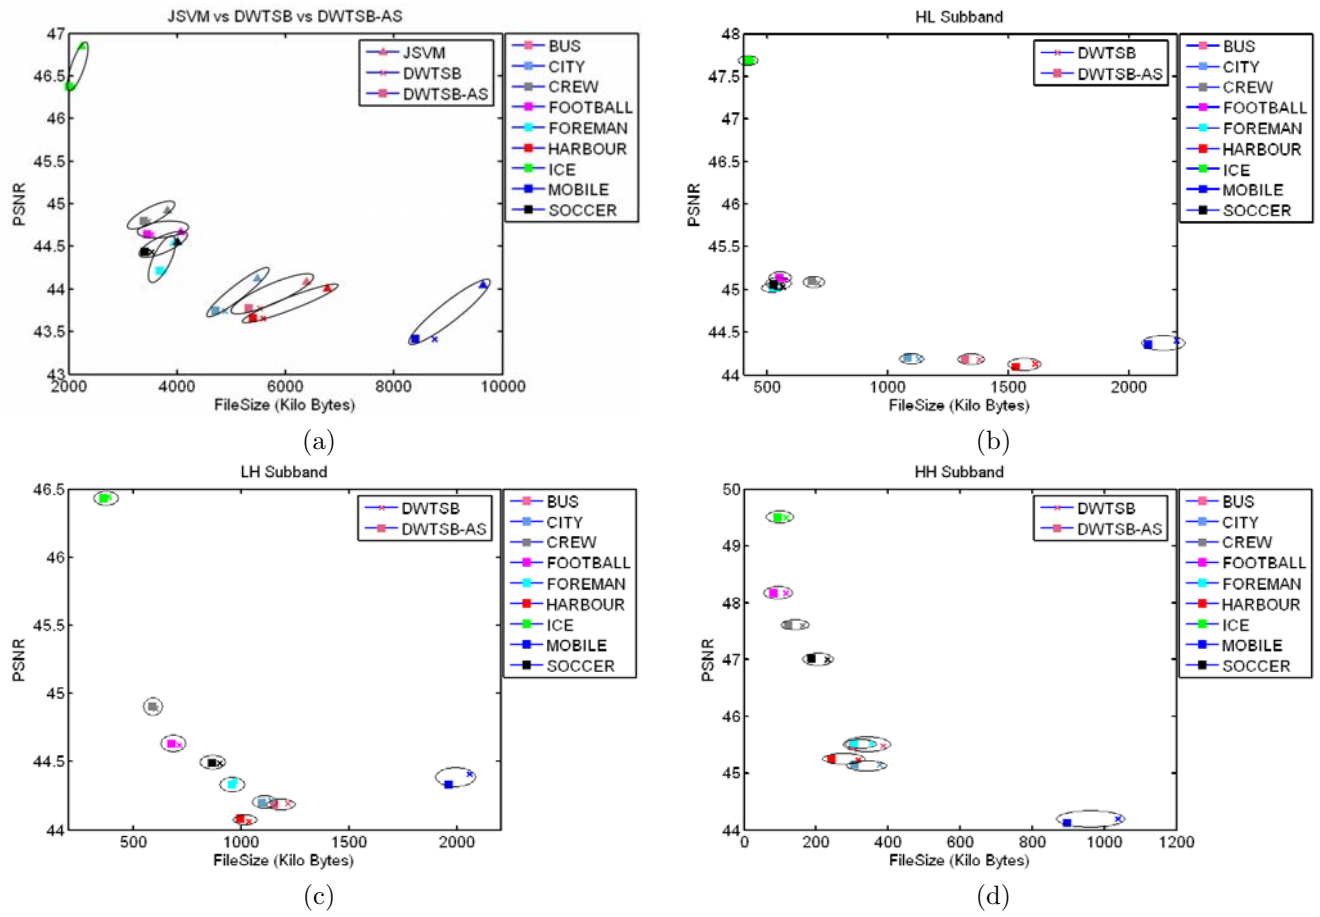 JSVM vs DWTSB vs DWTSB-AS
PSNR
47
46.5
46
45.5
45
44.5
44
43.5
43
2000
4000
6000
8000
10000
FileSize (Kilo Bytes)
JSVM
DWTSB
DWTSB-AS
BUS
CITY
CREW
FOOTBALL
FOREMAN
HARBOUR
ICE
MOBILE
SOCCER
(a)
HL Subband
PSNR
48
47.5
47
46.5
46
45.5
45
44.5
44
500
1000
1500
2000
FileSize (Kilo Bytes)
DWTSB
DWTSB-AS
BUS
CITY
CREW
FOOTBALL
FOREMAN
HARBOUR
ICE
MOBILE
SOCCER
(b)
LH Subband
PSNR
46.5
46
45.5
45
44.5
44
500
1000
1500
2000
FileSize (Kilo Bytes)
DWTSB
DWTSB-AS
BUS
CITY
CREW
FOOTBALL
FOREMAN
HARBOUR
ICE
MOBILE
SOCCER
(c)
HH Subband
PSNR
50
49
48
47
46
45
44
0
200
400
600
800
1000
1200
FileSize (Kilo Bytes)
DWTSB
DWTSB-AS
BUS
CITY
CREW
FOOTBALL
FOREMAN
HARBOUR
ICE
MOBILE
SOCCER
(d)